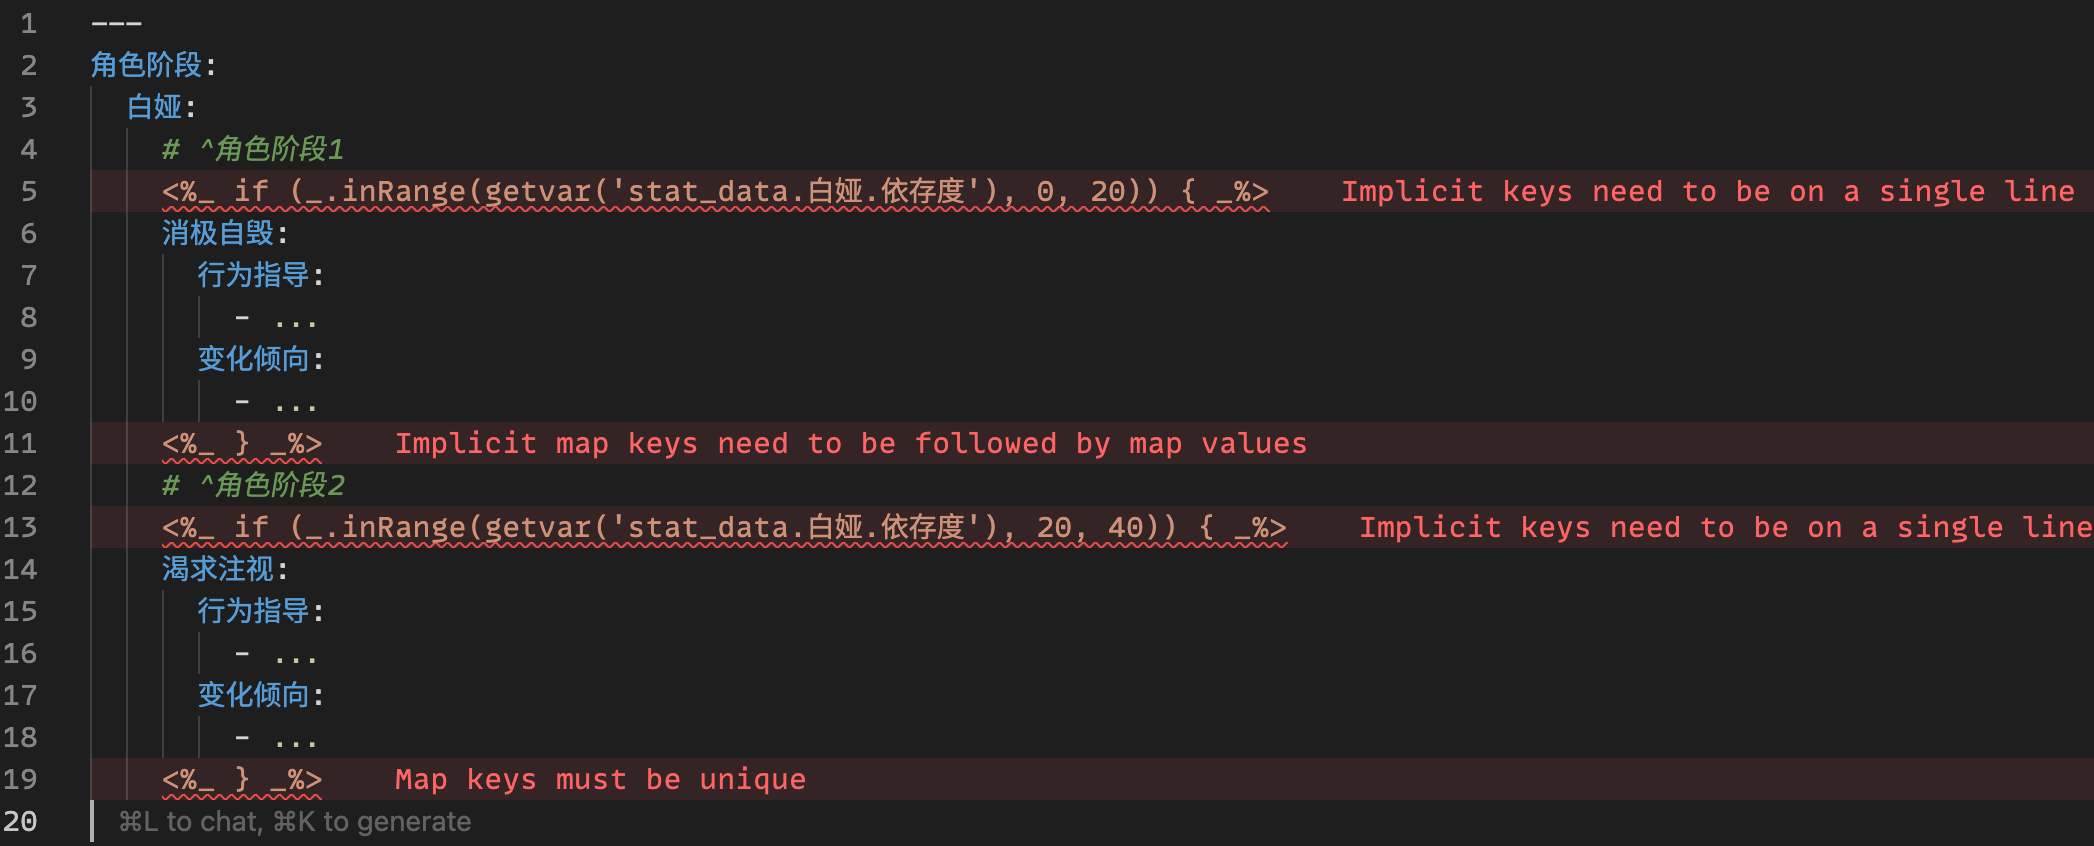 1 ---
2 角色阶段:
3   白娅:
4     # ^角色阶段1
5     <%_ if (_.inRange(getvar('stat_data.白娅.依存度'), 0, 20)) { _%>    Implicit keys need to be on a single line
6     消极自毁:
7       行为指导:
8         - ...
9       变化倾向:
10         - ...
11     <%_ } _%>    Implicit map keys need to be followed by map values
12     # ^角色阶段2
13     <%_ if (_.inRange(getvar('stat_data.白娅.依存度'), 20, 40)) { _%>    Implicit keys need to be on a single line
14     渴求注视:
15       行为指导:
16         - ...
17       变化倾向:
18         - ...
19     <%_ } _%>    Map keys must be unique
20 ⌘L to chat, ⌘K to generate